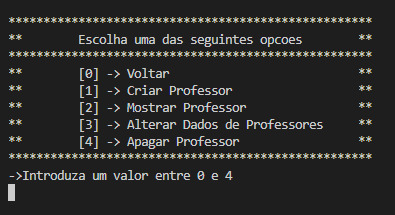 ****************************************************
**        Escolha uma das seguintes opcoes        **
****************************************************
**        [0] -> Voltar                           **
**        [1] -> Criar Professor                  **
**        [2] -> Mostrar Professor                **
**        [3] -> Alterar Dados de Professores     **
**        [4] -> Apagar Professor                 **
****************************************************
->Introduza um valor entre 0 e 4